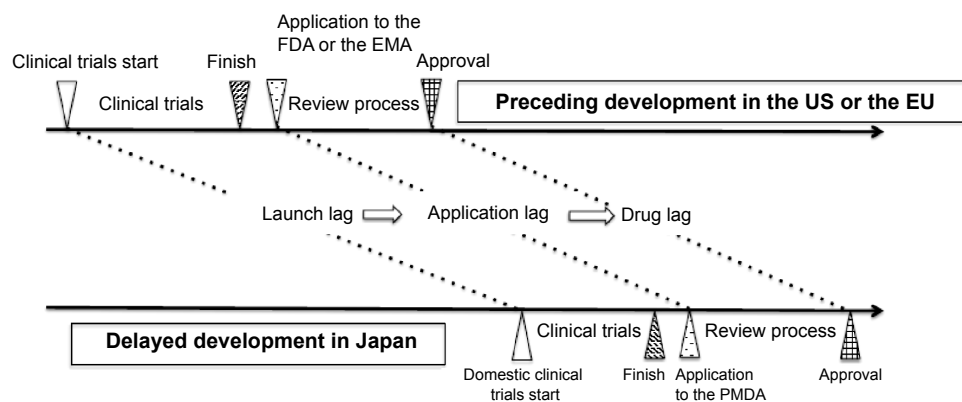 Application to the
FDA or the EMA
Clinical trials start
Finish
Approval
Clinical trials
Review process
Preceding development in the US or the EU
Launch lag
Application lag
Drug lag
Delayed development in Japan
Clinical trials
Review process
Domestic clinical
trials start
Finish
Application
to the PMDA
Approval